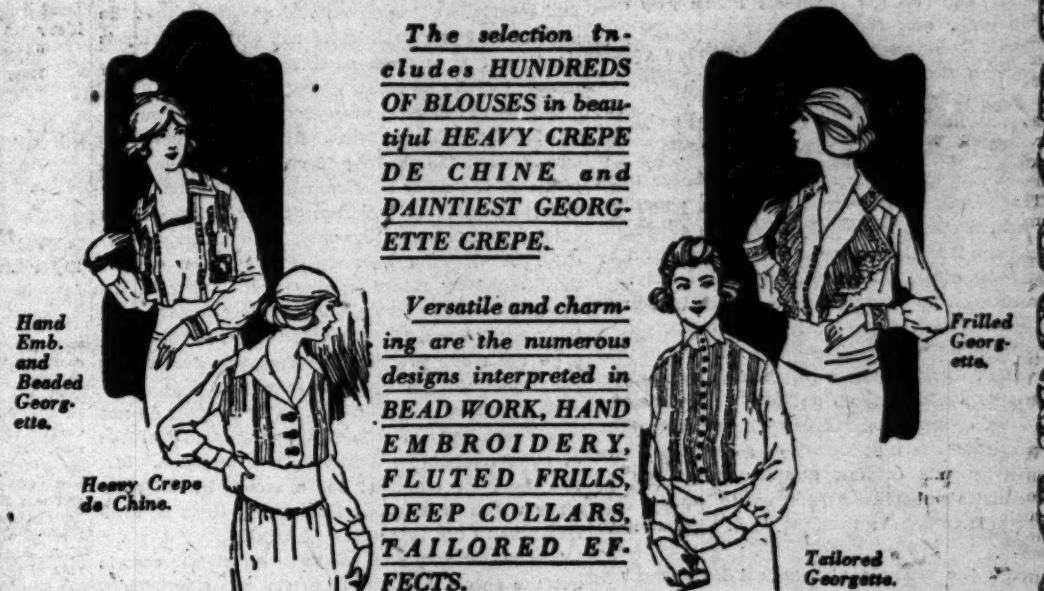 The selection in-
cludes HUNDREDS
OF BLOUSES in beau-
tiful HEAVY CREPE
DE CHINE and
DAINTIEST GEORG-
ETTE CREPE.
Versatile and charm-
ing are the numerous
designs interpreted in
BEAD WORK, HAND
EMBROIDERY,
FLUTED FRILLS,
DEEP COLLARS,
TAILORED EF-
FECTS.
Hand
Emb.
and
Beaded
Georg-
ette.
Heavy Crepe
de Chine.
Frilled
Georg-
ette.
Tailored
Georgette.